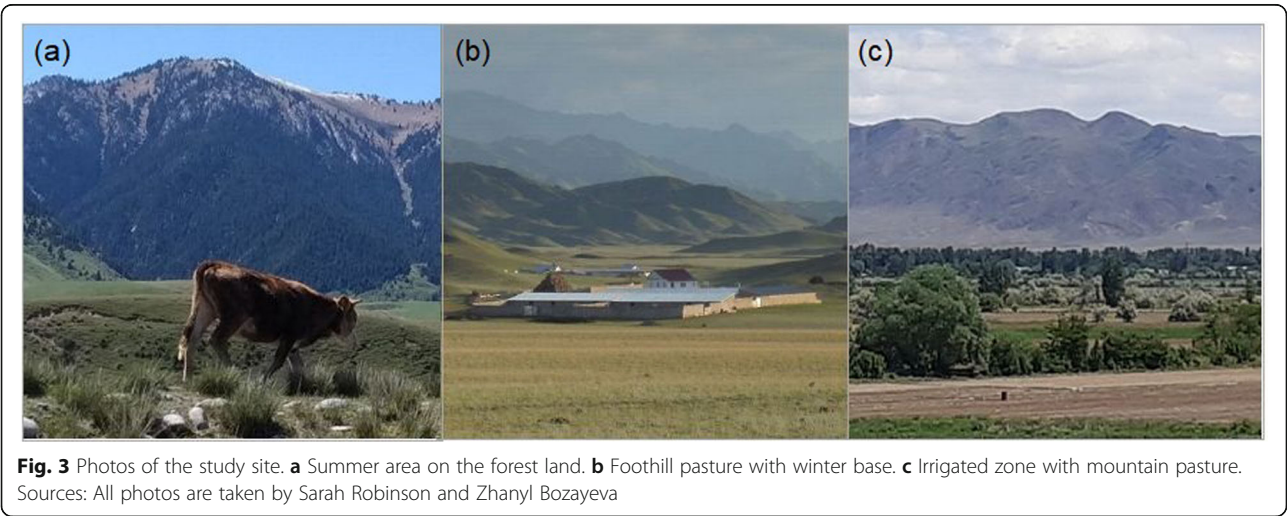 (a)
(b)
(c)
Fig. 3 Photos of the study site. a Summer area on the forest land. b Foothill pasture with winter base. c Irrigated zone with mountain pasture.
Sources: All photos are taken by Sarah Robinson and Zhanyl Bozayeva